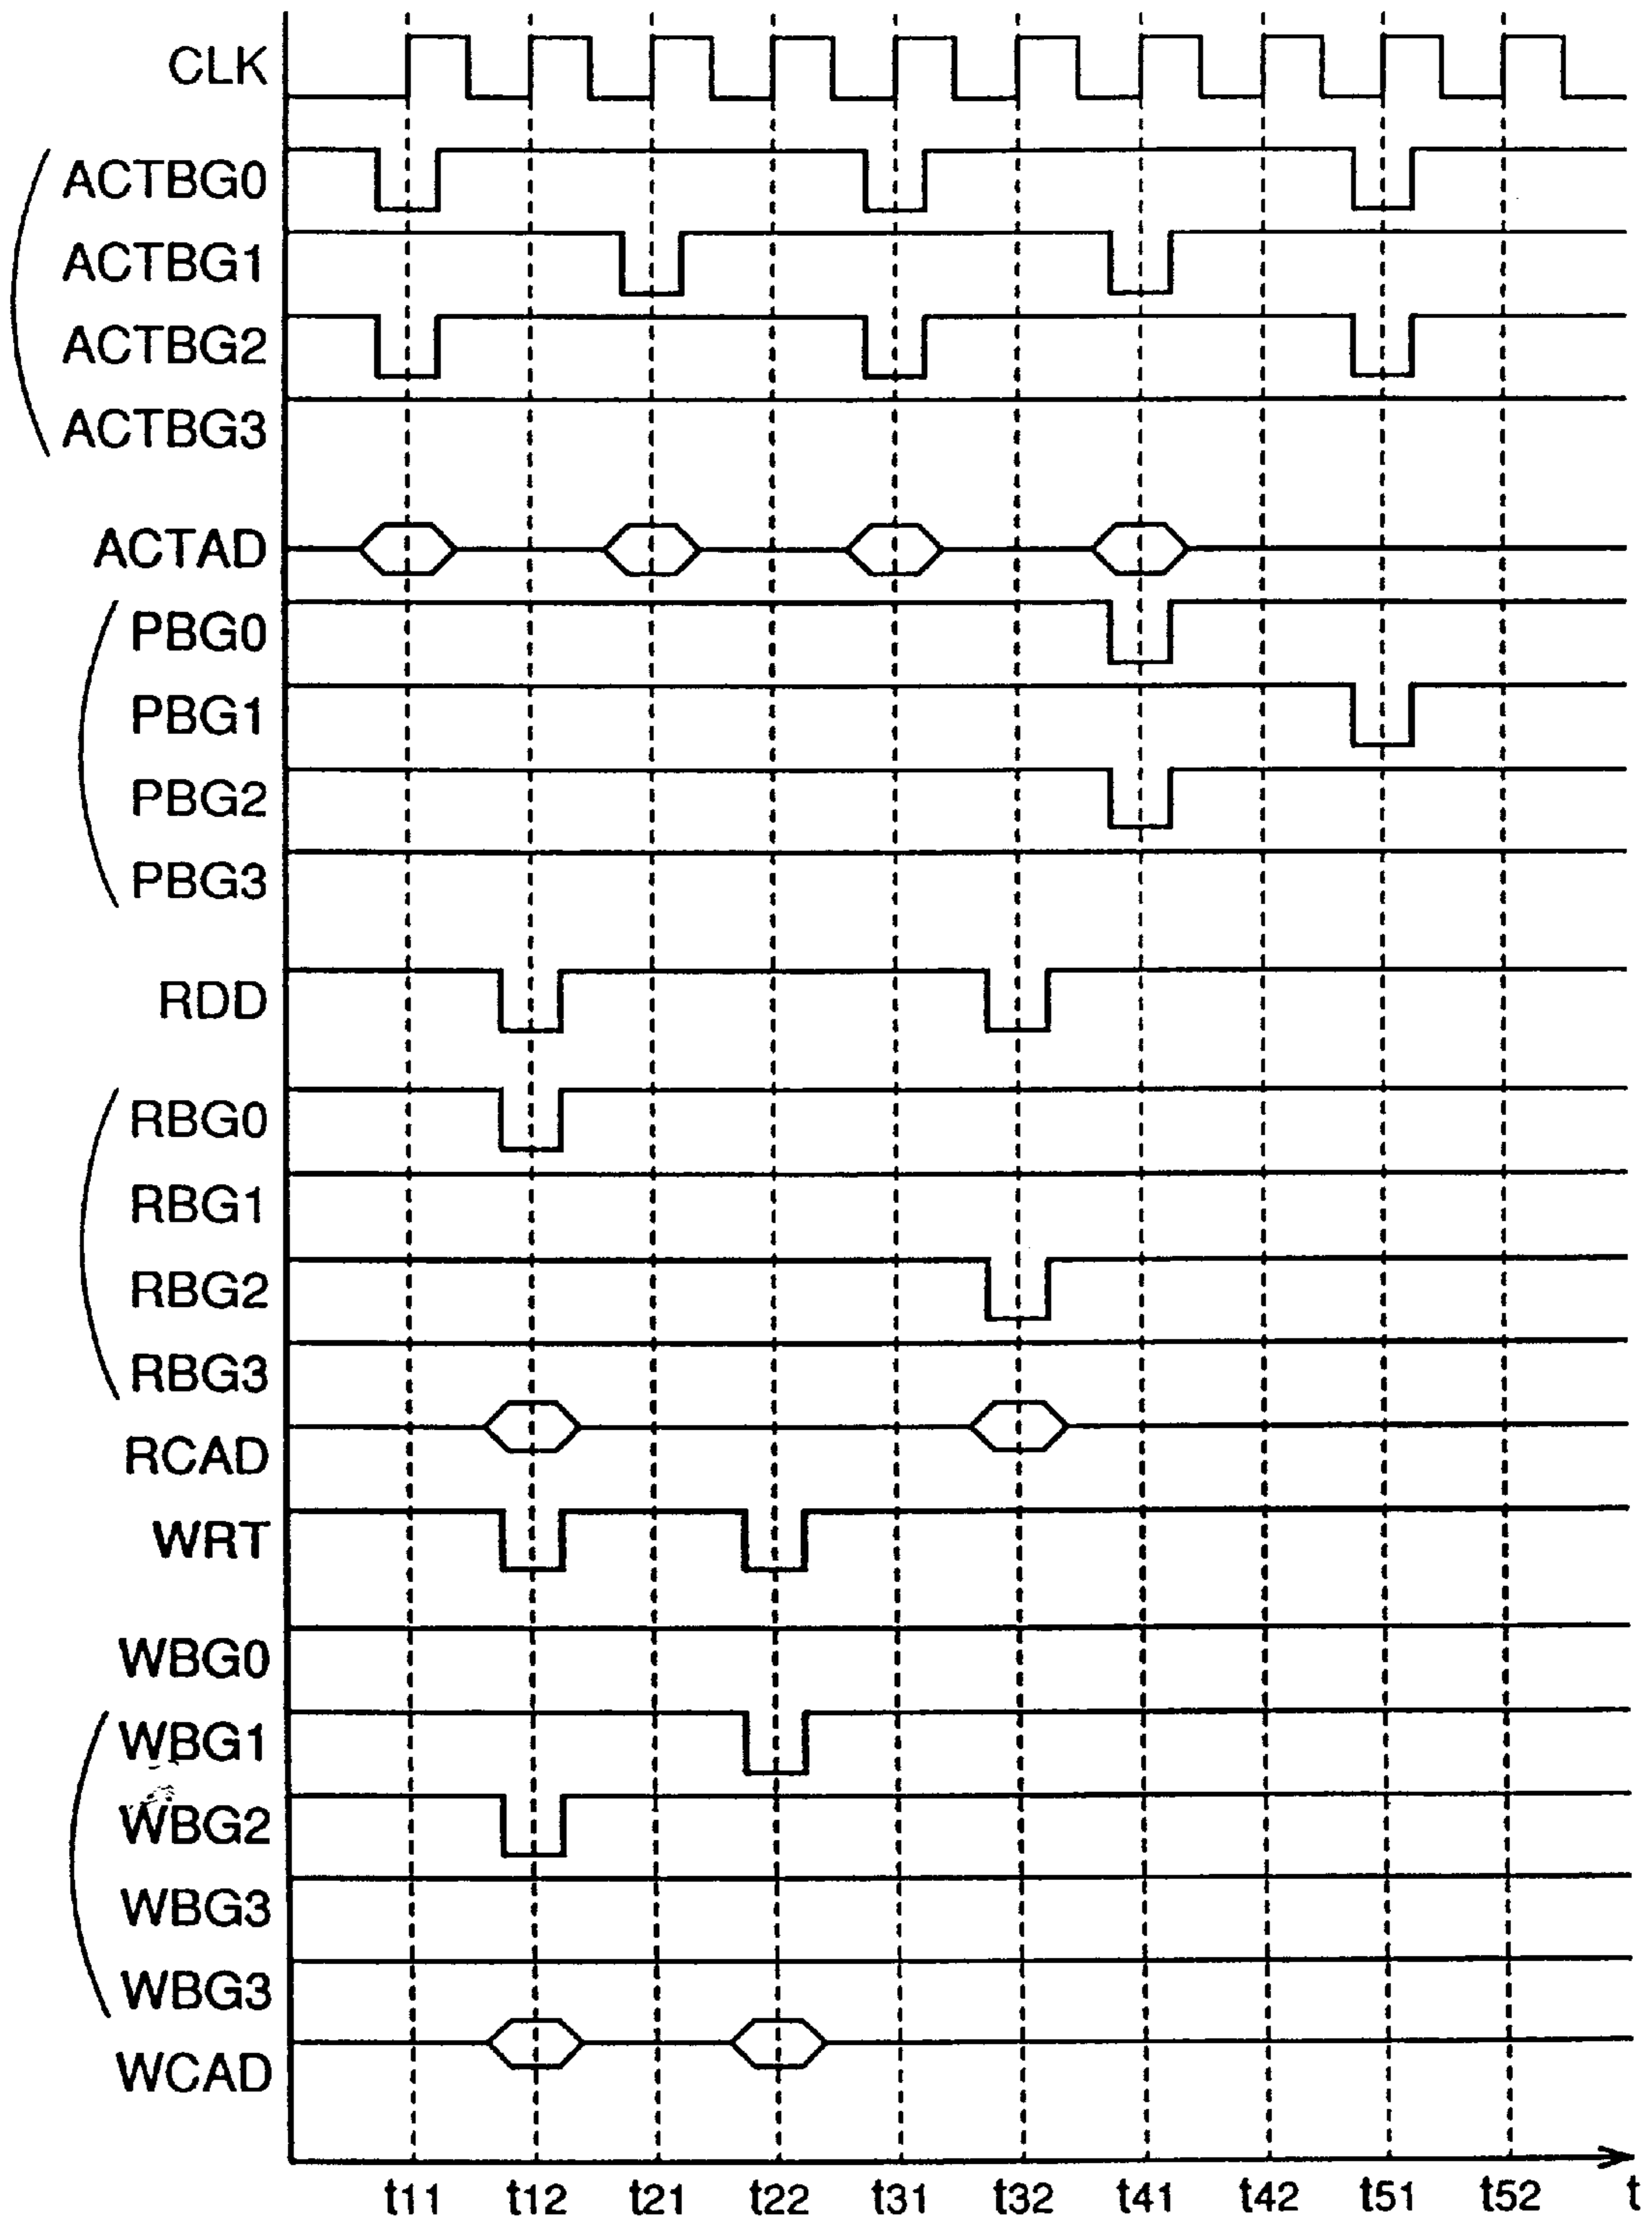 CLK
ACTBG0
ACTBG1
ACTBG2
ACTBG3
ACTAD
PBG0
PBG1
PBG2
PBG3
RDD
RBG0
RBG1
RBG2
RBG3
RCAD
WRT
WBG0
WBG1
WBG2
WBG3
WBG3
WCAD
t11 t12 t21 t22 t31 t32 t41 t42 t51 t52 t